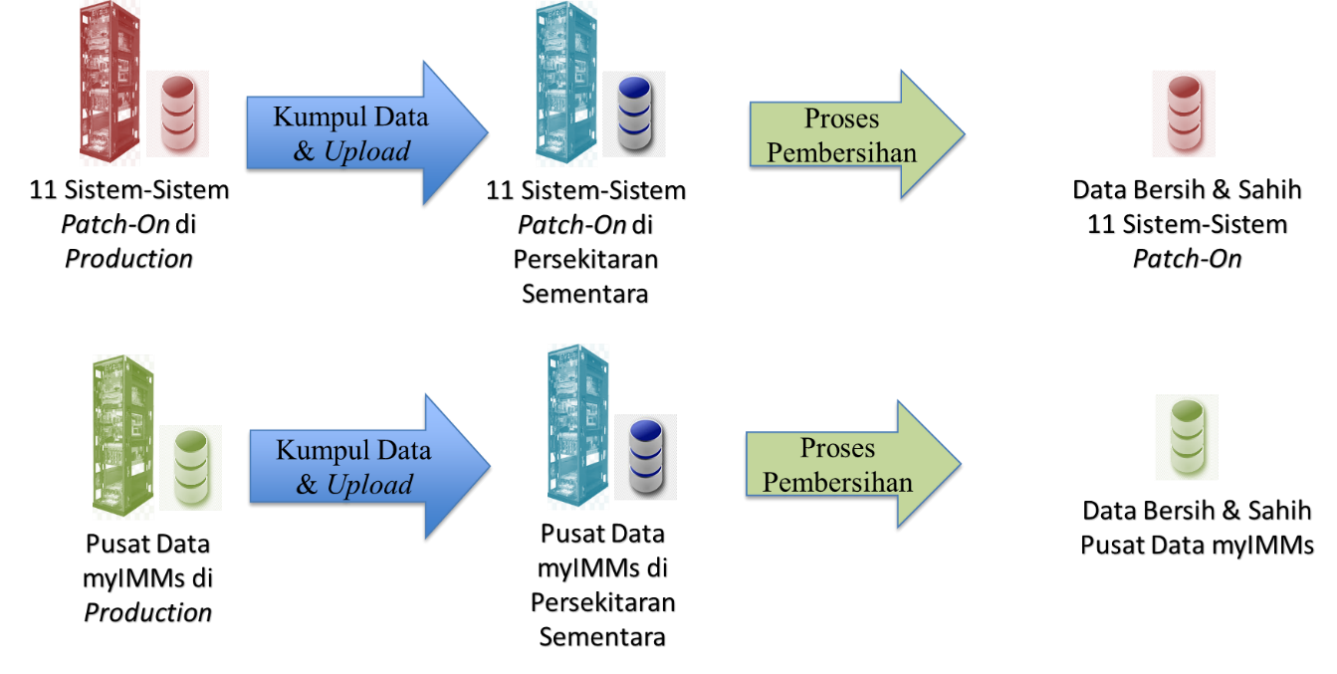 Kumpul Data
& Upload
Proses
Pembersihan
11 Sistem-Sistem
Patch-On di
Production
11 Sistem-Sistem
Patch-On di
Persekitaran
Sementara
Data Bersih & Sahih
11 Sistem-Sistem
Patch-On
Kumpul Data
& Upload
Proses
Pembersihan
Pusat Data
myIMMs di
Production
Pusat Data
myIMMs di
Persekitaran
Sementara
Data Bersih & Sahih
Pusat Data myIMMs